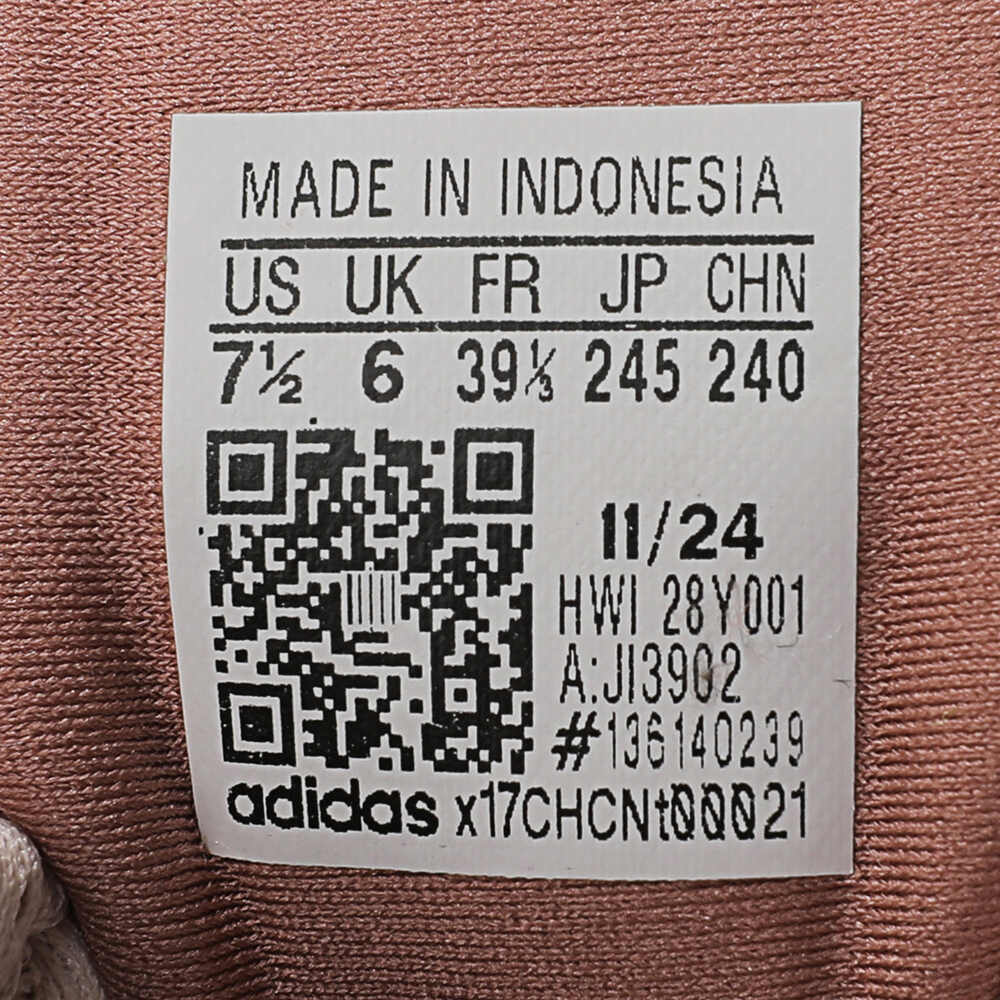 MADE IN INDONESIA
US UK FR JP CHN
7½ 6 39⅓ 245 240
11/24
HWI 28Y001
A:JI3902
#136140239
adidas x17CHCNt00021